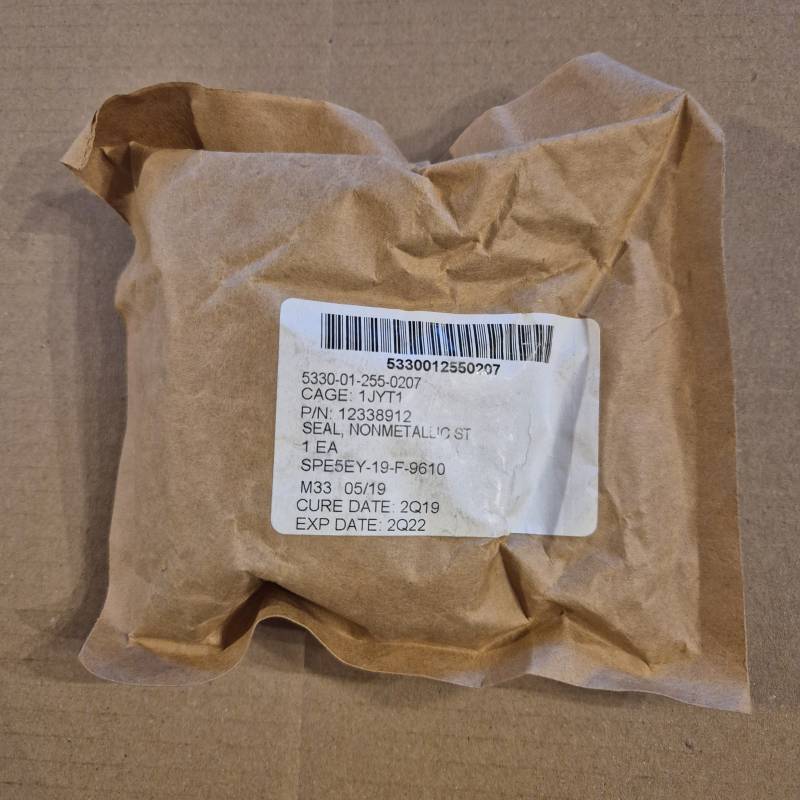 5330012550207
5330-01-255-0207
CAGE: 1JYT1
P/N: 12338912
SEAL, NONMETALLIC ST
1 EA
SPE5EY-19-F-9610
M33 05/19
CURE DATE: 2Q19
EXP DATE: 2Q22